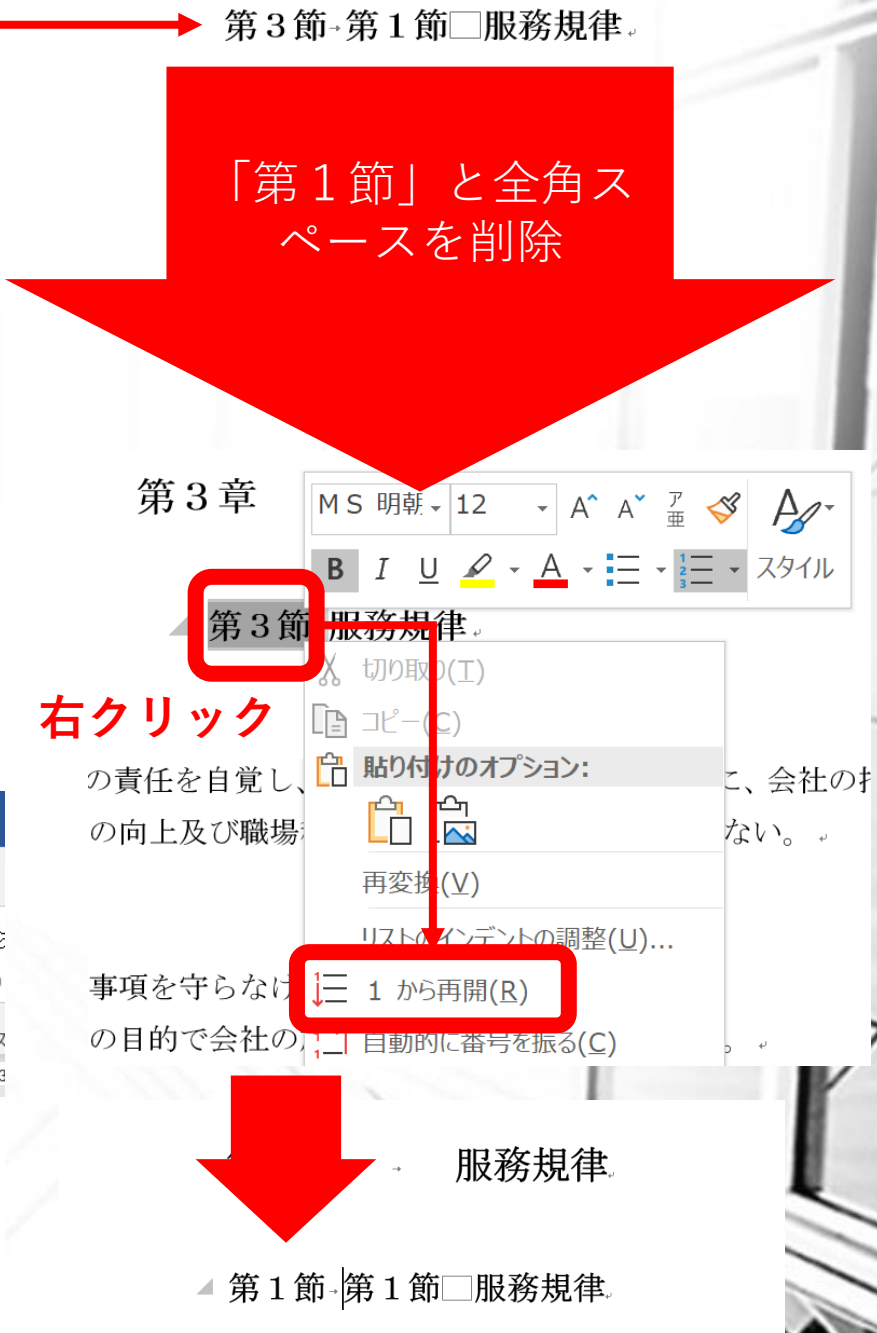 第３節→第１節□服務規律
「第１節」と全角ス
ペースを削除
第３章
ＭＳ 明朝 12 A A ア亜
B I U A スタイル
第３節 服務規律
切り取り(T)
右クリック
コピー(C)
貼り付けのオプション:
の責任を自覚し、 に、会社の
の向上及び職場 ない。
再変換(V)
リストのインデントの調整(U)...
事項を守らなけ 1 から再開(R)
の目的で会社の 自動的に番号を振る(C) 。
→ 服務規律
第１節→第１節□服務規律